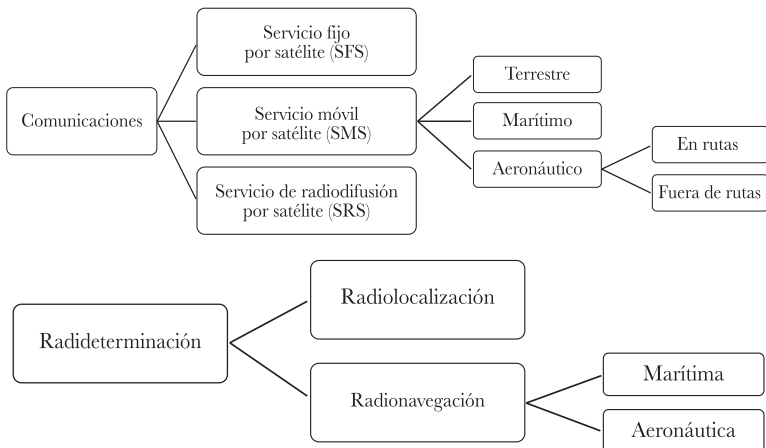 Comunicaciones
Servicio fijo
por satélite (SFS)
Servicio móvil
por satélite (SMS)
Servicio de radiodifusión
por satélite (SRS)
Terrestre
Marítimo
Aeronáutico
En rutas
Fuera de rutas
Radideterminación
Radiolocalización
Radionavegación
Marítima
Aeronáutica